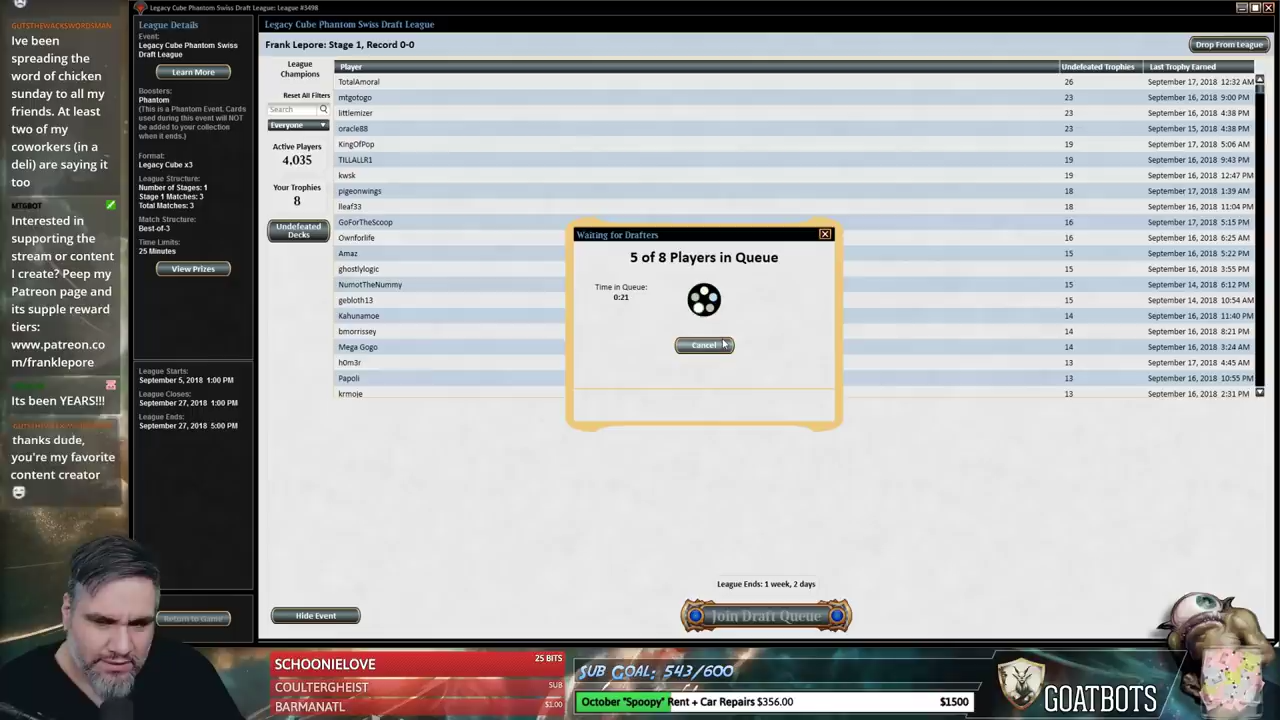 Legacy Cube Phantom Swiss Draft League: League #3498
GUTSTHEWACKSWORDSMAN
Ive been
spreading the
word of chicken
sunday to all my
friends. At least
two of my
coworkers (in a
deli) are saying it
too
MTGBOT
Interested in
supporting the
stream or content
I create? Peep my
Patreon page and
its supple reward
tiers:
www.patreon.co
m/franklepore
Its been YEARS!!!
thanks dude,
you're my favorite
content creator
League Details
Event:
Legacy Cube Phantom Swiss
Draft League
Learn More
Boosters:
Phantom
(This is a Phantom Event. Cards
used during this event will NOT
be added to your collection
when it ends.)
Format:
Legacy Cube x3
League Structure:
Number of Stages: 1
Stage 1 Matches: 3
Total Matches: 3
Match Structure:
Best-of-3
Time Limits:
25 Minutes
View Prizes
League Starts:
September 5, 2018 1:00 PM
League Closes:
September 27, 2018 1:00 PM
League Ends:
September 27, 2018 5:00 PM
Return to Game
Legacy Cube Phantom Swiss Draft League
Frank Lepore: Stage 1, Record 0-0
Drop From League
League
Champions
Reset All Filters
Search
Everyone
Active Players
4,035
Your Trophies
8
Undefeated
Decks
Player Undefeated Trophies Last Trophy Earned
TotalAmoral 26 September 17, 2018 12:32 AM
mtgotogo 23 September 16, 2018 9:00 PM
littlemizer 23 September 16, 2018 4:38 PM
oracle88 23 September 15, 2018 4:38 PM
KingOfPop 19 September 17, 2018 5:06 AM
TILLALLR1 19 September 16, 2018 9:43 PM
kwsk 19 September 16, 2018 12:47 PM
pigeonwings 18 September 17, 2018 1:39 AM
lleaf33 18 September 16, 2018 11:04 PM
GoForTheScoop 16 September 17, 2018 5:15 PM
Ownforlife 16 September 16, 2018 6:25 AM
Amaz 15 September 17, 2018 5:22 PM
ghostlylogic 15 September 16, 2018 3:55 PM
NumotTheNummy 15 September 14, 2018 6:12 PM
gebloth13 15 September 14, 2018 10:54 AM
Kahunamoe 14 September 16, 2018 11:40 PM
bmorrissey 14 September 16, 2018 8:21 PM
Mega Gogo 14 September 16, 2018 3:24 AM
h0m3r 13 September 17, 2018 4:45 AM
Papoli 13 September 16, 2018 10:55 PM
krmoje 13 September 16, 2018 2:31 PM
Waiting for Drafters
5 of 8 Players in Queue
Time in Queue:
0:21
Cancel
League Ends: 1 week, 2 days
Hide Event
Join Draft Queue
SCHOONIELOVE 25 BITS
COULTERGHEIST SUB
BARMANATL $1.00
SUB GOAL: 543/600
October "Spoopy" Rent + Car Repairs $356.00 $1500
GOATBOTS